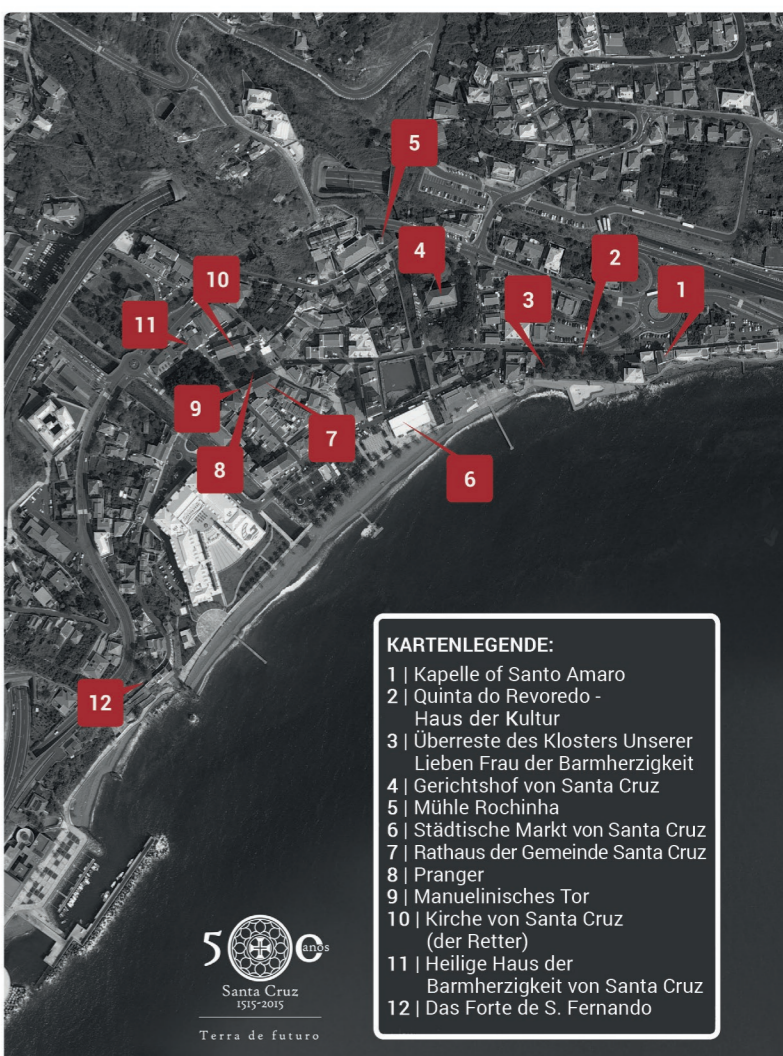 5
4
2
3
1
10
11
9
7
8
6
12
KARTENLEGENDE:
1 | Kapelle of Santo Amaro
2 | Quinta do Revoredo -
Haus der Kultur
3 | Überreste des Klosters Unserer
Lieben Frau der Barmherzigkeit
4 | Gerichtshof von Santa Cruz
5 | Mühle Rochinha
6 | Städtische Markt von Santa Cruz
7 | Rathaus der Gemeinde Santa Cruz
8 | Pranger
9 | Manuelinisches Tor
10 | Kirche von Santa Cruz
(der Retter)
11 | Heilige Haus der
Barmherzigkeit von Santa Cruz
12 | Das Forte de S. Fernando
500 anos
Santa Cruz
1515-2015
Terra de futuro